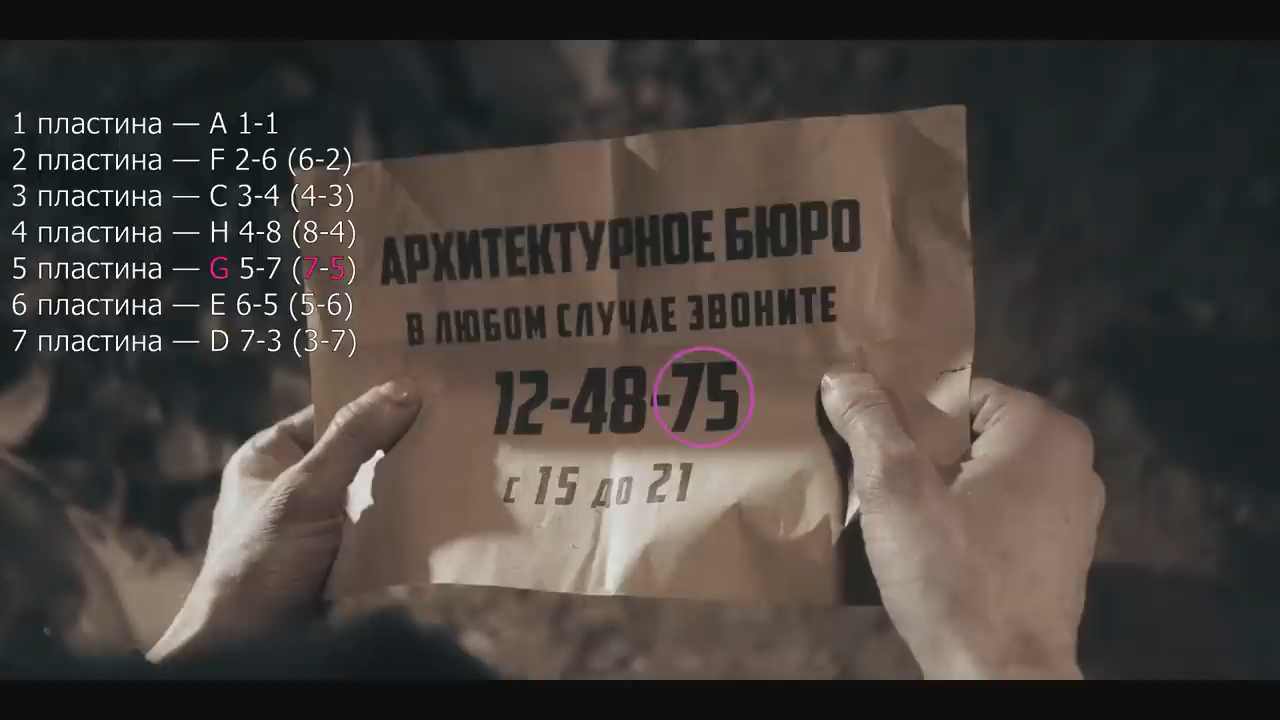 1 пластина — A 1-1
2 пластина — F 2-6 (6-2)
3 пластина — C 3-4 (4-3)
4 пластина — H 4-8 (8-4)
5 пластина — G 5-7 (7-5)
6 пластина — E 6-5 (5-6)
7 пластина — D 7-3 (3-7)
АРХИТЕКТУРНОЕ БЮРО
В ЛЮБОМ СЛУЧАЕ ЗВОНИТЕ
12-48-75
с 15 до 21